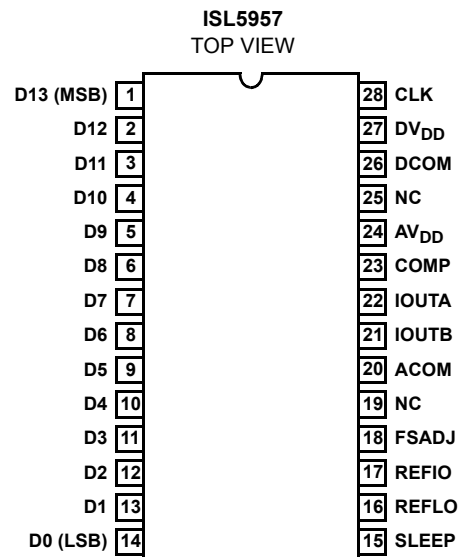 ISL5957
TOP VIEW
D13 (MSB) 1 28 CLK
D12 2 27 DVDD
D11 3 26 DCOM
D10 4 25 NC
D9 5 24 AVDD
D8 6 23 COMP
D7 7 22 IOUTA
D6 8 21 IOUTB
D5 9 20 ACOM
D4 10 19 NC
D3 11 18 FSADJ
D2 12 17 REFIO
D1 13 16 REFLO
D0 (LSB) 14 15 SLEEP